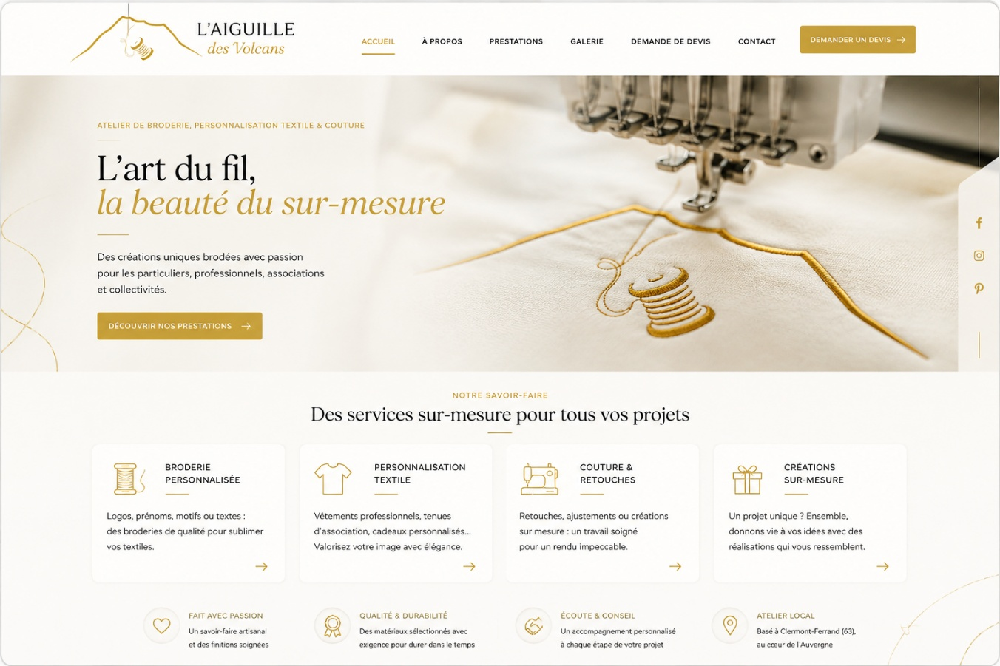 L'AIGUILLE
des Volcans
ACCUEIL
À PROPOS
PRESTATIONS
GALERIE
DEMANDE DE DEVIS
CONTACT
DEMANDER UN DEVIS
ATELIER DE BRODERIE, PERSONNALISATION TEXTILE & COUTURE
L'art du fil,
la beauté du sur-mesure
Des créations uniques brodées avec passion
pour les particuliers, professionnels, associations
et collectivités.
DÉCOUVRIR NOS PRESTATIONS
NOTRE SAVOIR-FAIRE
Des services sur-mesure pour tous vos projets
BRODERIE
PERSONNALISÉE
Logos, prénoms, motifs ou textes :
des broderies de qualité pour sublimer
vos textiles.
PERSONNALISATION
TEXTILE
Vêtements professionnels, tenues
d'association, cadeaux personnalisés...
Valorisez votre image avec élégance.
COUTURE &
RETOUCHES
Retouches, ajustements ou créations
sur mesure : un travail soigné
pour un rendu impeccable.
CRÉATIONS
SUR-MESURE
Un projet unique ? Ensemble,
donnons vie à vos idées avec des
réalisations qui vous ressemblent.
FAIT AVEC PASSION
Un savoir-faire artisanal
et des finitions soignées
QUALITÉ & DURABILITÉ
Des matériaux sélectionnés avec
exigence pour durer dans le temps
ÉCOUTE & CONSEIL
Un accompagnement personnalisé
à chaque étape de votre projet
ATELIER LOCAL
Basé à Clermont-Ferrand (63),
au cœur de l'Auvergne